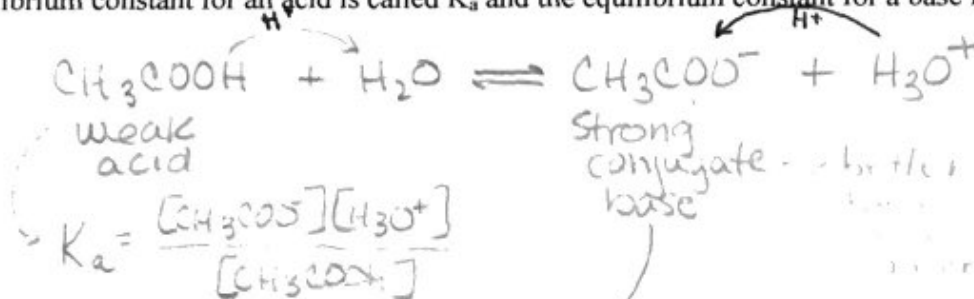 ibrium constant for an acid is called Ka and the equilibrium constant for a base i
H+ H+
CH3COOH + H2O ⇌ CH3COO⁻ + H3O⁺
weak strong
acid conjugate
base
Ka = [CH3COO⁻][H3O⁺]
[CH3COOH]